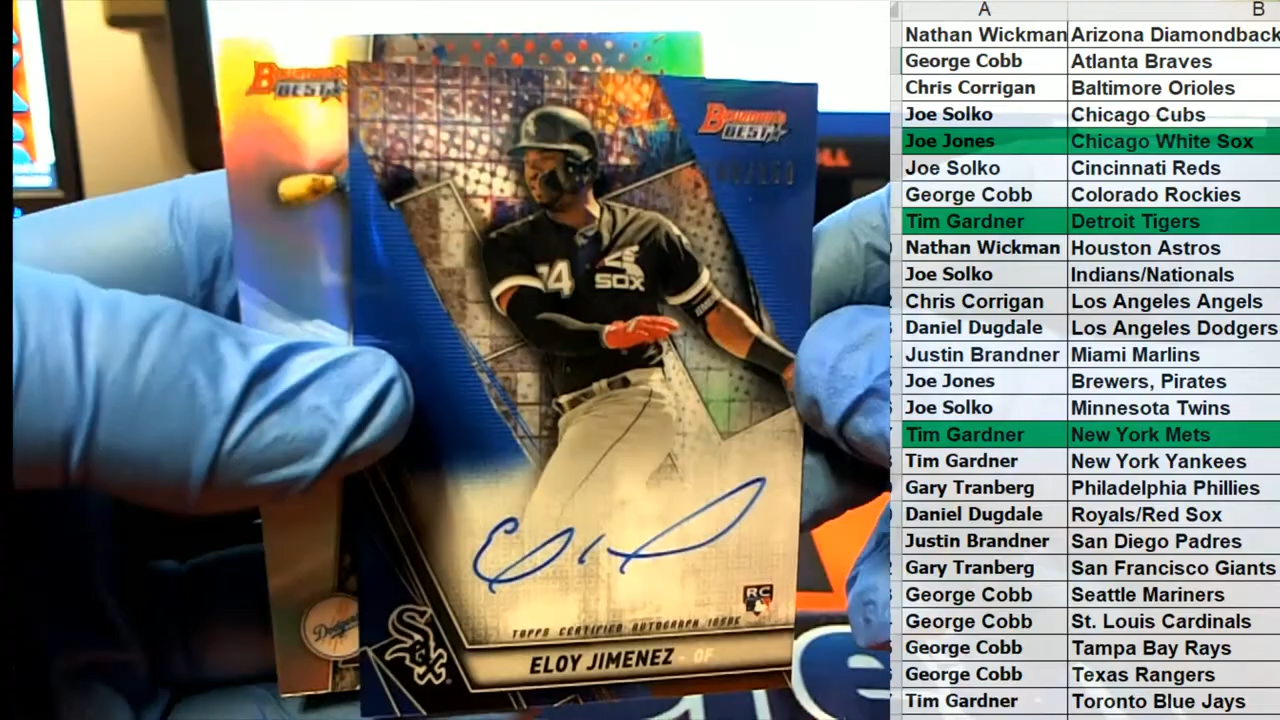 Bowman's
BEST
Bowman's
BEST
74
SOX
Dodgers
Sox
RC
TOPPS CERTIFIED AUTOGRAPH ISSUE
ELOY JIMENEZ - OF
A B
Nathan Wickman Arizona Diamondback
George Cobb Atlanta Braves
Chris Corrigan Baltimore Orioles
Joe Solko Chicago Cubs
Joe Jones Chicago White Sox
Joe Solko Cincinnati Reds
George Cobb Colorado Rockies
Tim Gardner Detroit Tigers
Nathan Wickman Houston Astros
Joe Solko Indians/Nationals
Chris Corrigan Los Angeles Angels
Daniel Dugdale Los Angeles Dodgers
Justin Brandner Miami Marlins
Joe Jones Brewers, Pirates
Joe Solko Minnesota Twins
Tim Gardner New York Mets
Tim Gardner New York Yankees
Gary Tranberg Philadelphia Phillies
Daniel Dugdale Royals/Red Sox
Justin Brandner San Diego Padres
Gary Tranberg San Francisco Giants
George Cobb Seattle Mariners
George Cobb St. Louis Cardinals
George Cobb Tampa Bay Rays
George Cobb Texas Rangers
Tim Gardner Toronto Blue Jays